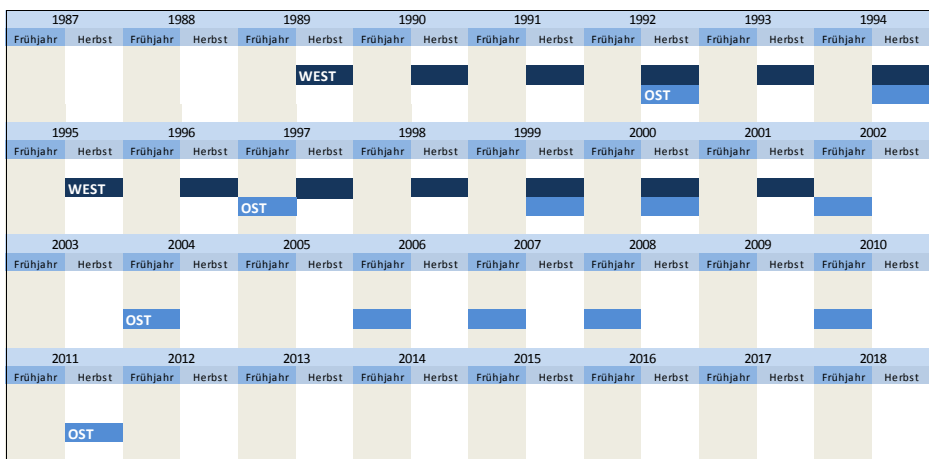 1987 1988 1989 1990 1991 1992 1993 1994
Frühjahr Herbst Frühjahr Herbst Frühjahr Herbst Frühjahr Herbst Frühjahr Herbst Frühjahr Herbst Frühjahr Herbst Frühjahr Herbst
WEST
OST
1995 1996 1997 1998 1999 2000 2001 2002
Frühjahr Herbst Frühjahr Herbst Frühjahr Herbst Frühjahr Herbst Frühjahr Herbst Frühjahr Herbst Frühjahr Herbst Frühjahr Herbst
WEST
OST
2003 2004 2005 2006 2007 2008 2009 2010
Frühjahr Herbst Frühjahr Herbst Frühjahr Herbst Frühjahr Herbst Frühjahr Herbst Frühjahr Herbst Frühjahr Herbst Frühjahr Herbst
OST
2011 2012 2013 2014 2015 2016 2017 2018
Frühjahr Herbst Frühjahr Herbst Frühjahr Herbst Frühjahr Herbst Frühjahr Herbst Frühjahr Herbst Frühjahr Herbst Frühjahr Herbst
OST